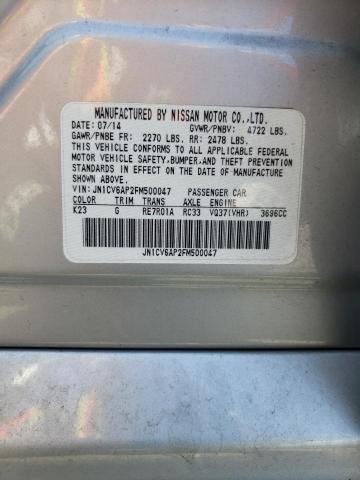 MANUFACTURED BY NISSAN MOTOR CO.,LTD.
DATE: 07/14 GVWR/PNBV: 4722 LBS.
GAWR/PNBE FR: 2270 LBS. RR: 2478 LBS.
THIS VEHICLE CONFORMS TO ALL APPLICABLE FEDERAL
MOTOR VEHICLE SAFETY,BUMPER,AND THEFT PREVENTION
STANDARDS IN EFFECT ON THE DATE OF MANUFACTURE
SHOWN ABOVE.
VIN: JN1CV6AP2FM500047 PASSENGER CAR
COLOR TRIM TRANS AXLE ENGINE
K23 G RE7R01A RC33 VQ37(VHR) 3696CC
JN1CV6AP2FM500047